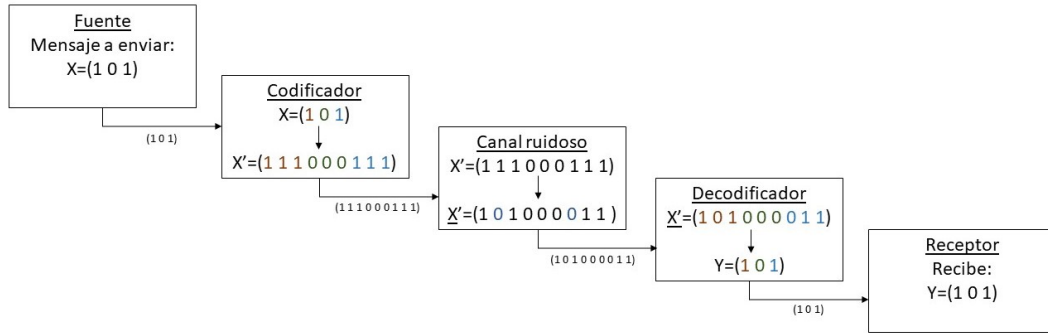 Fuente
Mensaje a enviar:
X=(1 0 1)
(1 0 1)
Codificador
X=(1 0 1)
X’=(1 1 1 0 0 0 1 1 1)
(1 1 1 0 0 0 1 1 1)
Canal ruidoso
X’=(1 1 1 0 0 0 1 1 1)
X’=(1 0 1 0 0 0 0 1 1 )
(1 0 1 0 0 0 0 1 1)
Decodificador
X’=(1 0 1 0 0 0 0 1 1)
Y=(1 0 1)
(1 0 1)
Receptor
Recibe:
Y=(1 0 1)